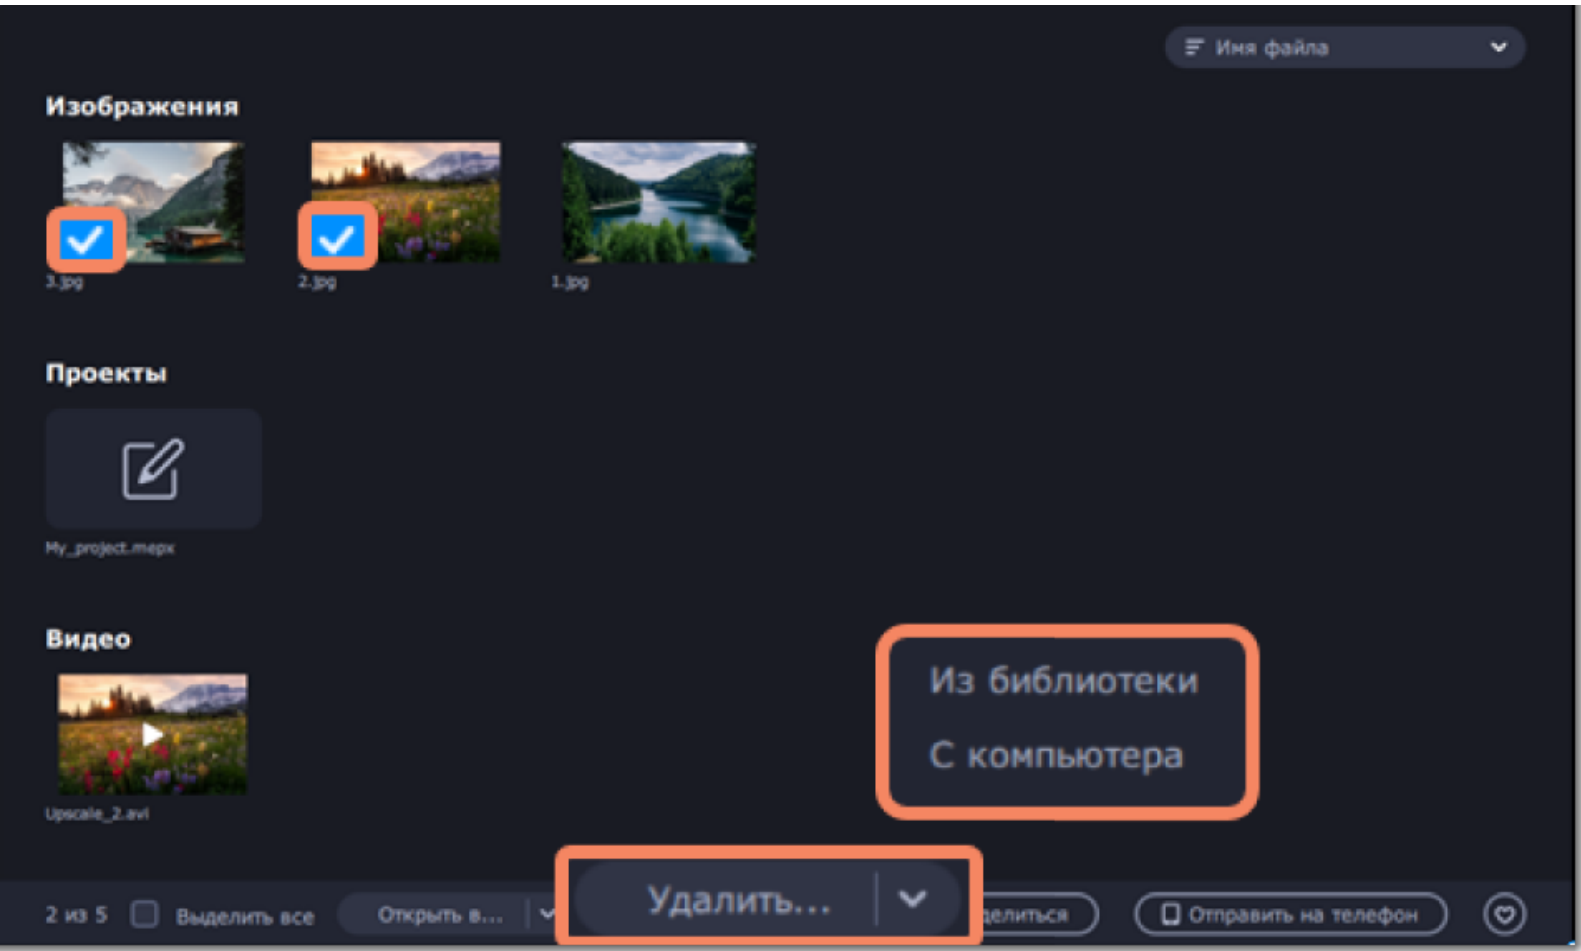 Имя файла
Изображения
3.jpg
2.jpg
1.jpg
Проекты
My_project.mepx
Видео
Upscale_2.avi
Из библиотеки
С компьютера
2 из 5
Выделить все
Открыть в...
Удалить...
делиться
Отправить на телефон